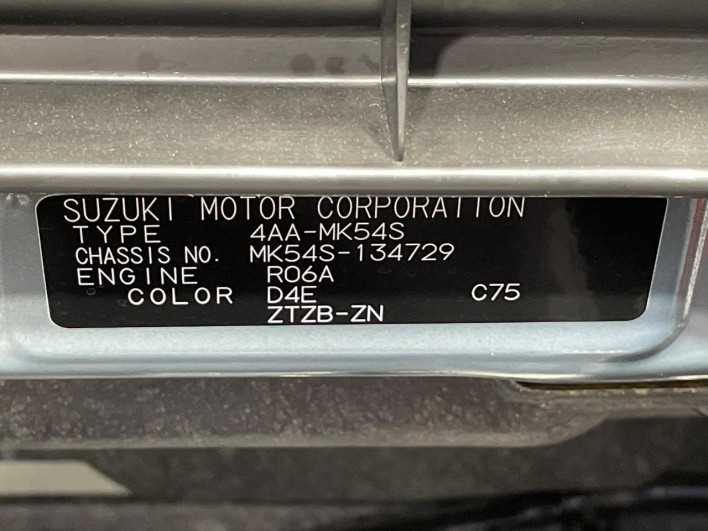 SUZUKI MOTOR CORPORATION
TYPE 4AA-MK54S
CHASSIS NO. MK54S-134729
ENGINE R06A
COLOR D4E C75
ZTZB-ZN